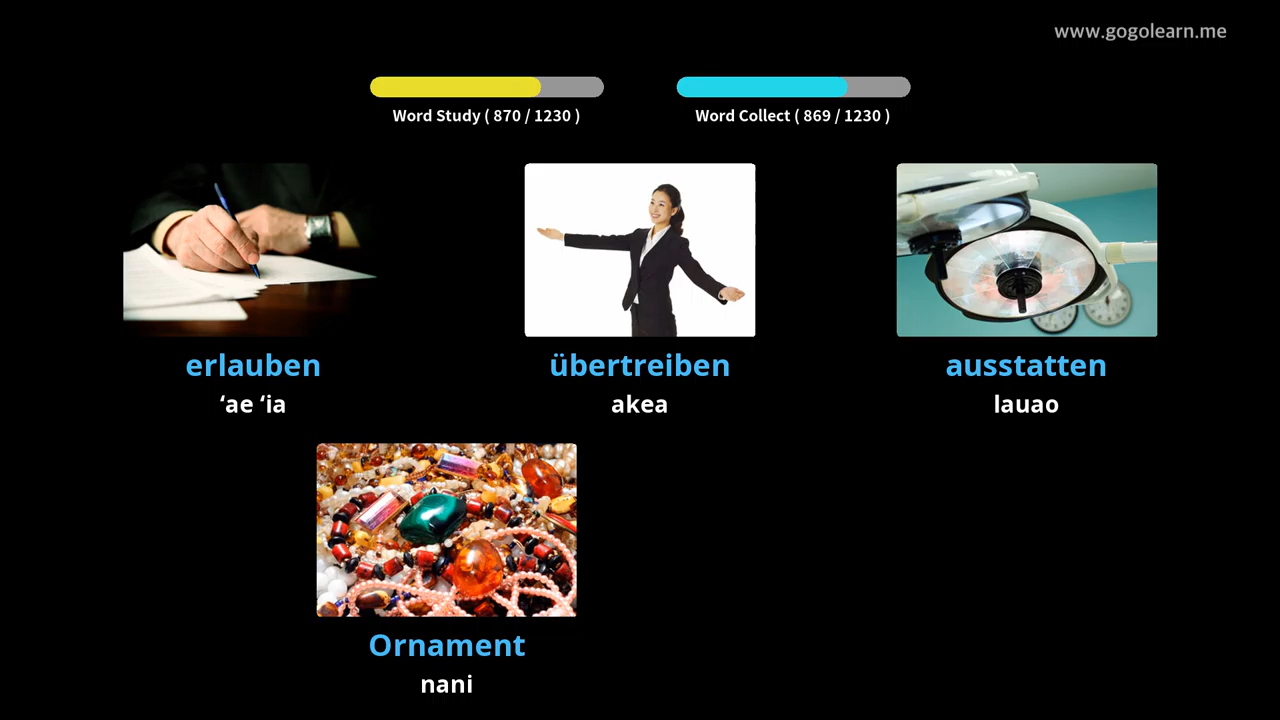 www.gogolearn.me
Word Study ( 870 / 1230 )
Word Collect ( 869 / 1230 )
erlauben
‘ae ‘ia
übertreiben
akea
ausstatten
lauao
Ornament
nani